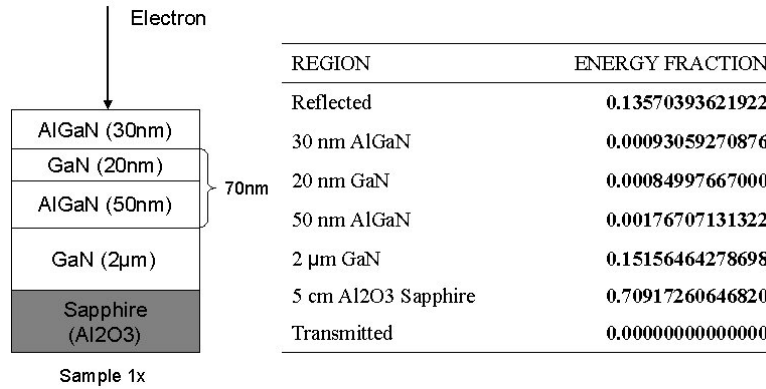 Electron
AlGaN (30nm)
GaN (20nm)
AlGaN (50nm)
70nm
GaN (2μm)
Sapphire
(Al2O3)
Sample 1x
REGION ENERGY FRACTION
Reflected 0.13570393621922
30 nm AlGaN 0.00093059270876
20 nm GaN 0.00084997667000
50 nm AlGaN 0.00176707131322
2 μm GaN 0.15156464278698
5 cm Al2O3 Sapphire 0.70917260646820
Transmitted 0.00000000000000